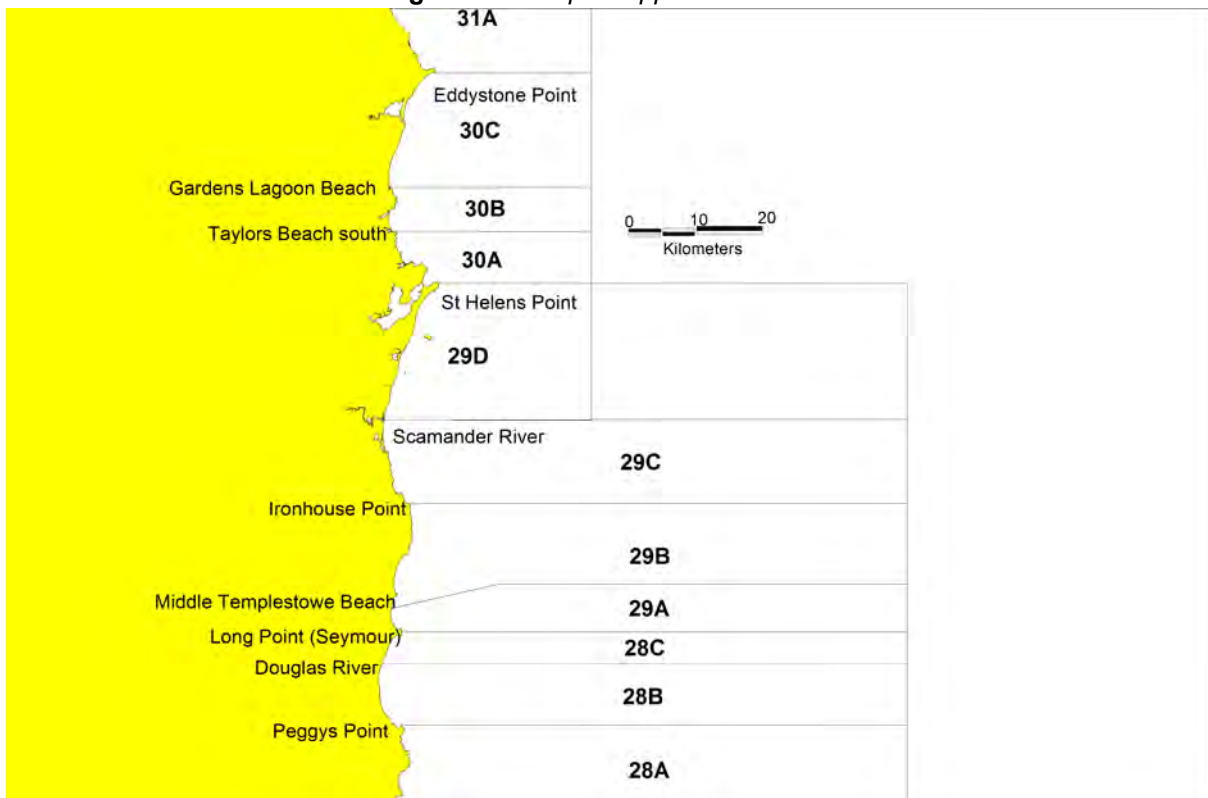 31A
Eddystone Point
30C
Gardens Lagoon Beach
30B
Taylors Beach south
0 10 20
Kilometers
30A
St Helens Point
29D
Scamander River
29C
Ironhouse Point
29B
Middle Templestowe Beach
29A
Long Point (Seymour)
28C
Douglas River
28B
Peggys Point
28A